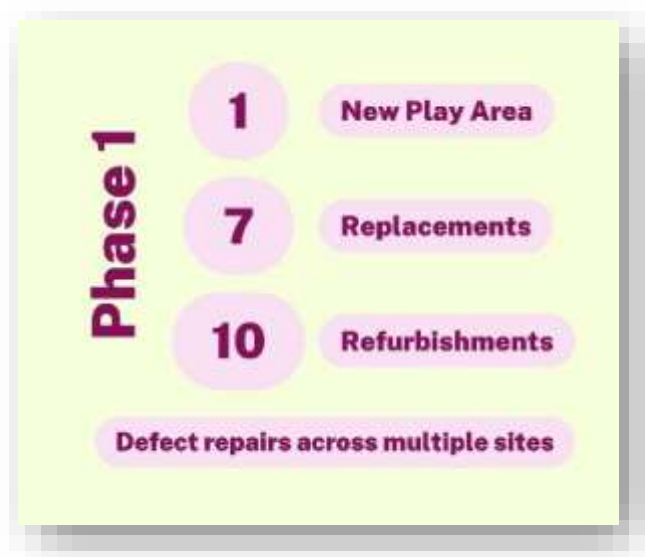 Phase 1
1 New Play Area
7 Replacements
10 Refurbishments
Defect repairs across multiple sites